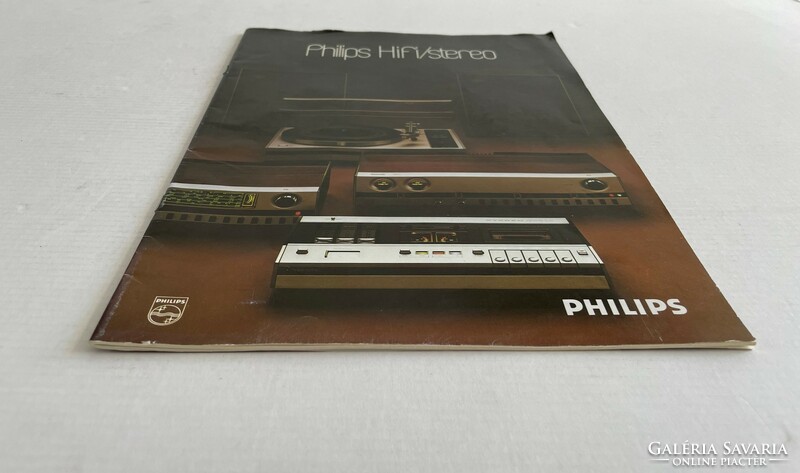 Philips Hifi/stereo
PHILIPS
PHILIPS
GALÉRIA SAVARIA
ONLINE PIACTÉR